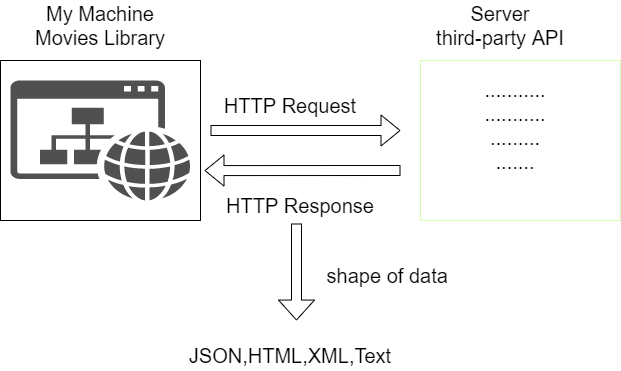 My Machine
Movies Library
Server
third-party API
HTTP Request
HTTP Response
shape of data
JSON,HTML,XML,Text